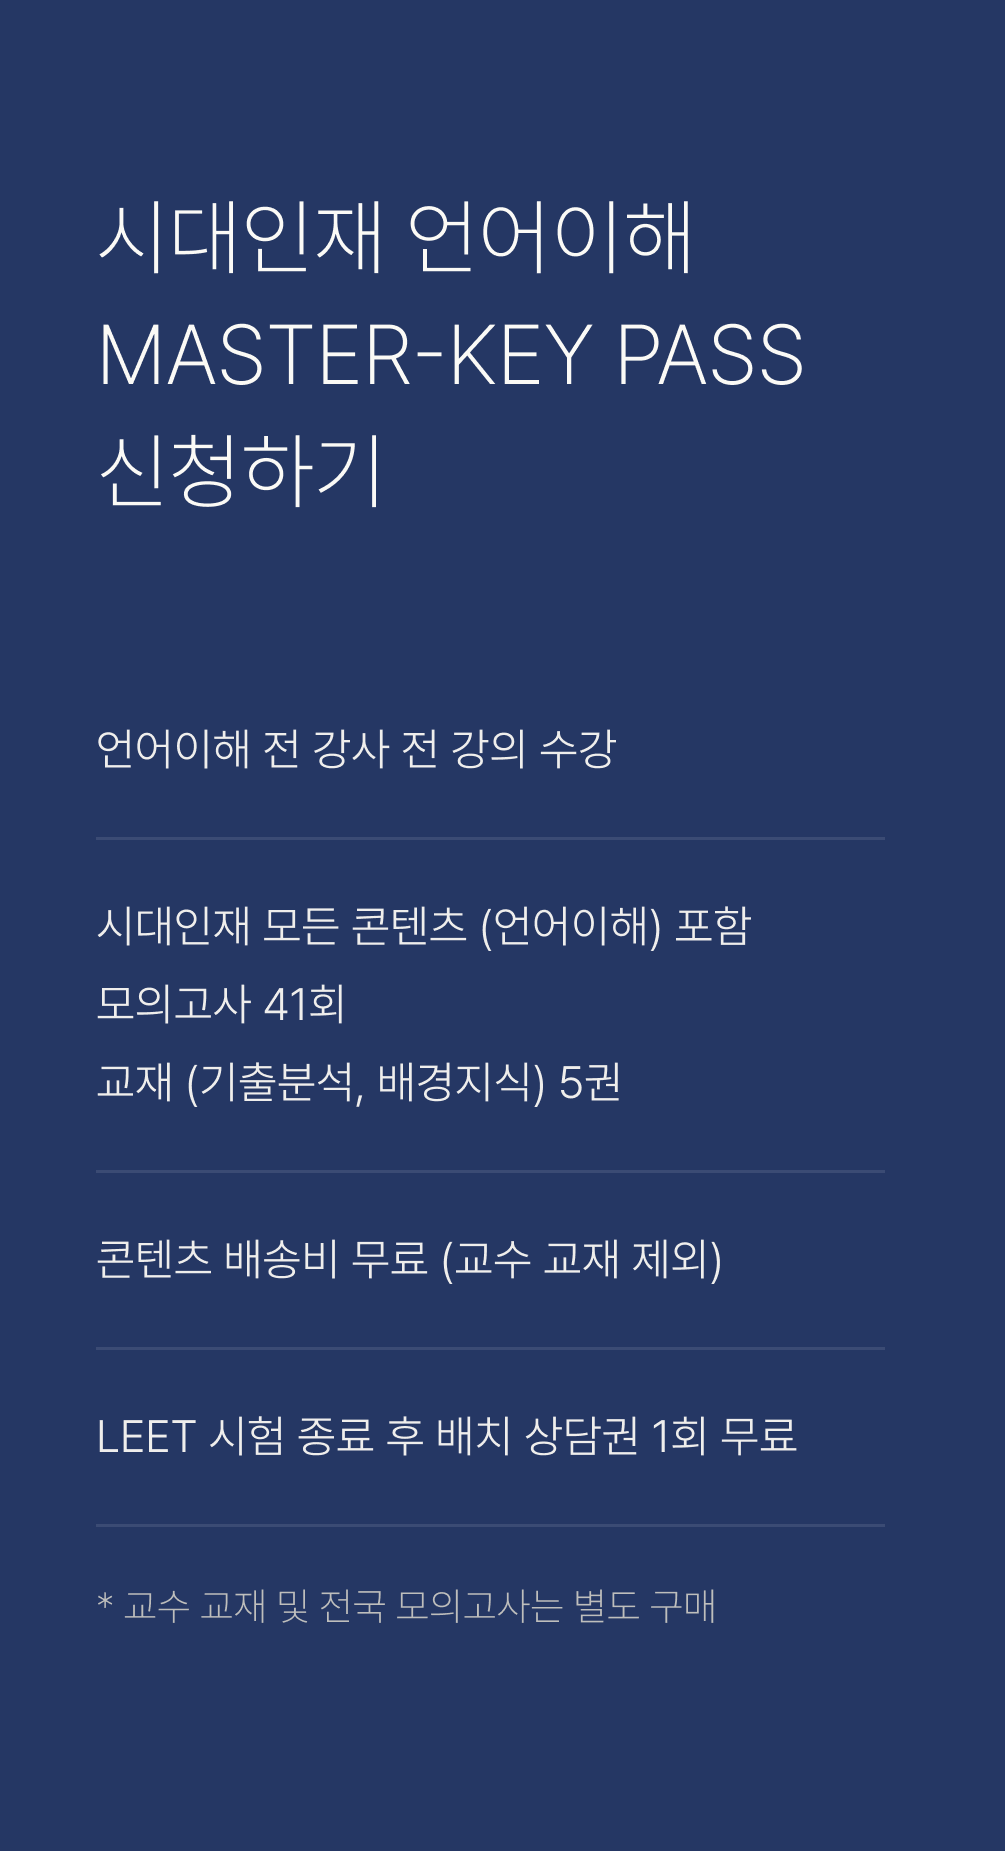 시대인재 언어이해
MASTER-KEY PASS
신청하기
언어이해 전 강사 전 강의 수강
시대인재 모든 콘텐츠 (언어이해) 포함
모의고사 41회
교재 (기출분석, 배경지식) 5권
콘텐츠 배송비 무료 (교수 교재 제외)
LEET 시험 종료 후 배치 상담권 1회 무료
* 교수 교재 및 전국 모의고사는 별도 구매